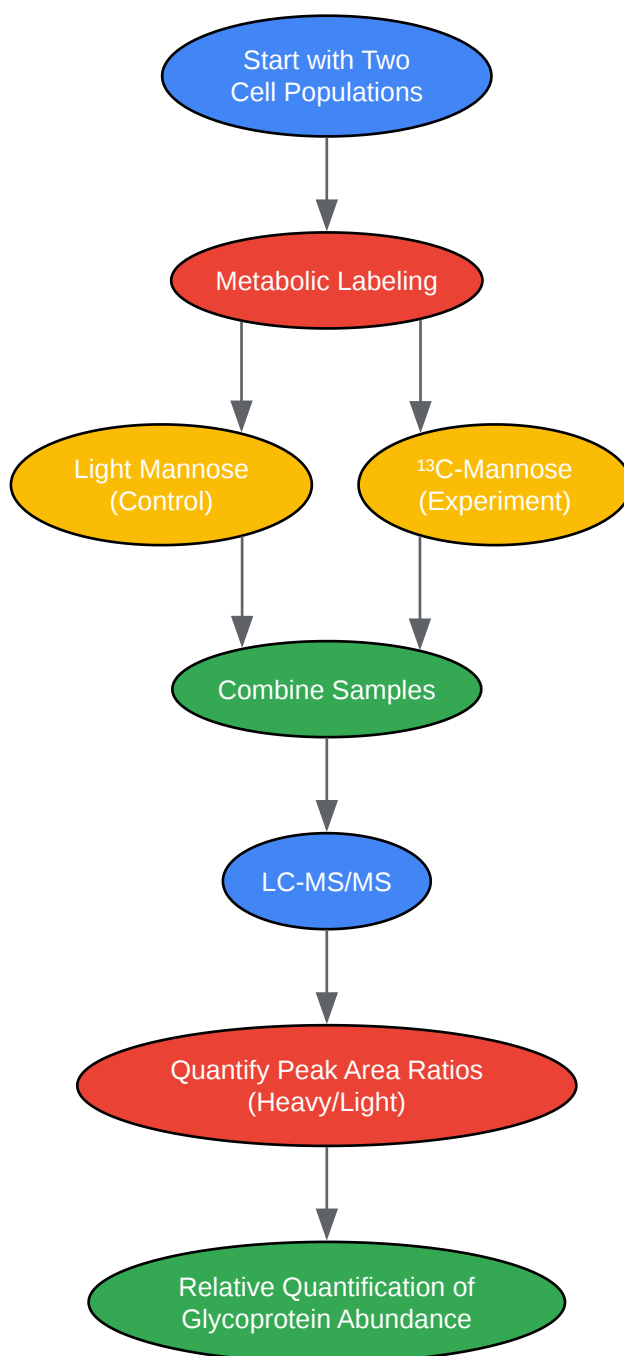 Start with Two
Cell Populations
Metabolic Labeling
Light Mannose
(Control)
¹³C-Mannose
(Experiment)
Combine Samples
LC-MS/MS
Quantify Peak Area Ratios
(Heavy/Light)
Relative Quantification of
Glycoprotein Abundance